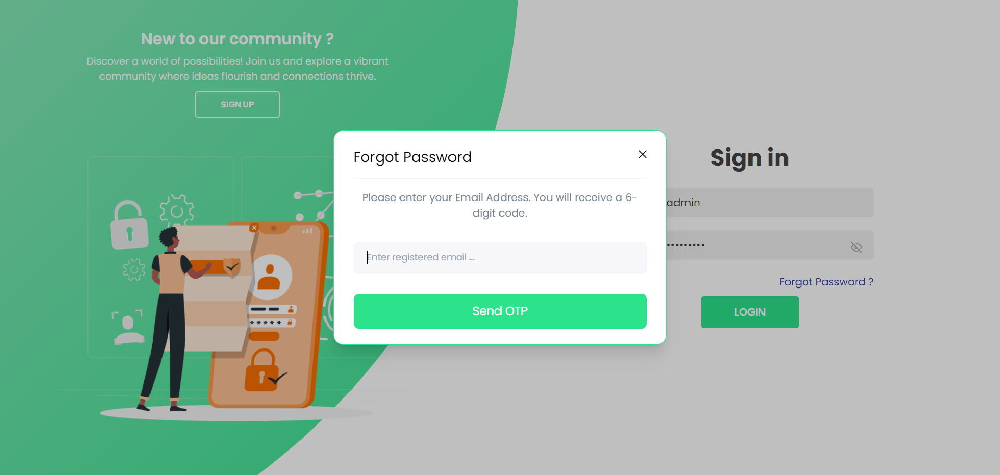 New to our community ?
Discover a world of possibilities! Join us and explore a vibrant
community where ideas flourish and connections thrive.
SIGN UP
Forgot Password
Please enter your Email Address. You will receive a 6-
digit code.
Enter registered email ...
Send OTP
Sign in
admin
•••••••••
Forgot Password ?
LOGIN
*****